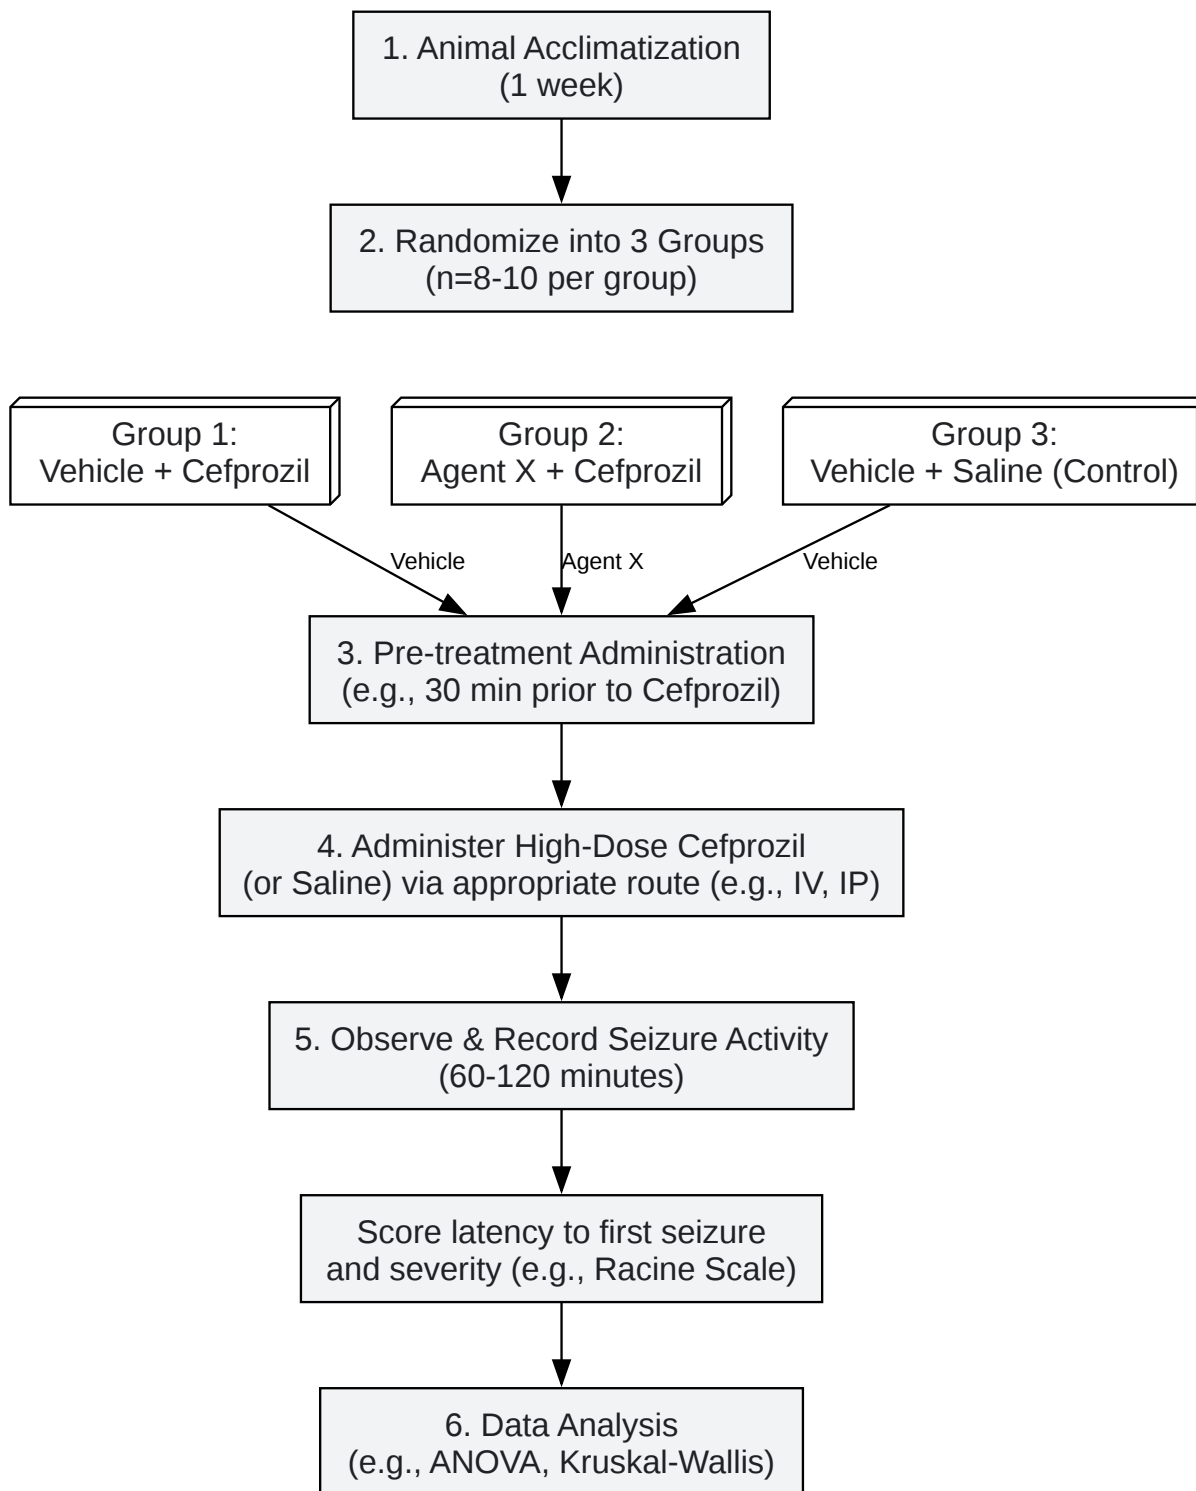 1. Animal Acclimatization
(1 week)
2. Randomize into 3 Groups
(n=8-10 per group)
Group 1:
Vehicle + Cefprozil
Group 2:
Agent X + Cefprozil
Group 3:
Vehicle + Saline (Control)
Vehicle
Agent X
Vehicle
3. Pre-treatment Administration
(e.g., 30 min prior to Cefprozil)
4. Administer High-Dose Cefprozil
(or Saline) via appropriate route (e.g., IV, IP)
5. Observe & Record Seizure Activity
(60-120 minutes)
Score latency to first seizure
and severity (e.g., Racine Scale)
6. Data Analysis
(e.g., ANOVA, Kruskal-Wallis)